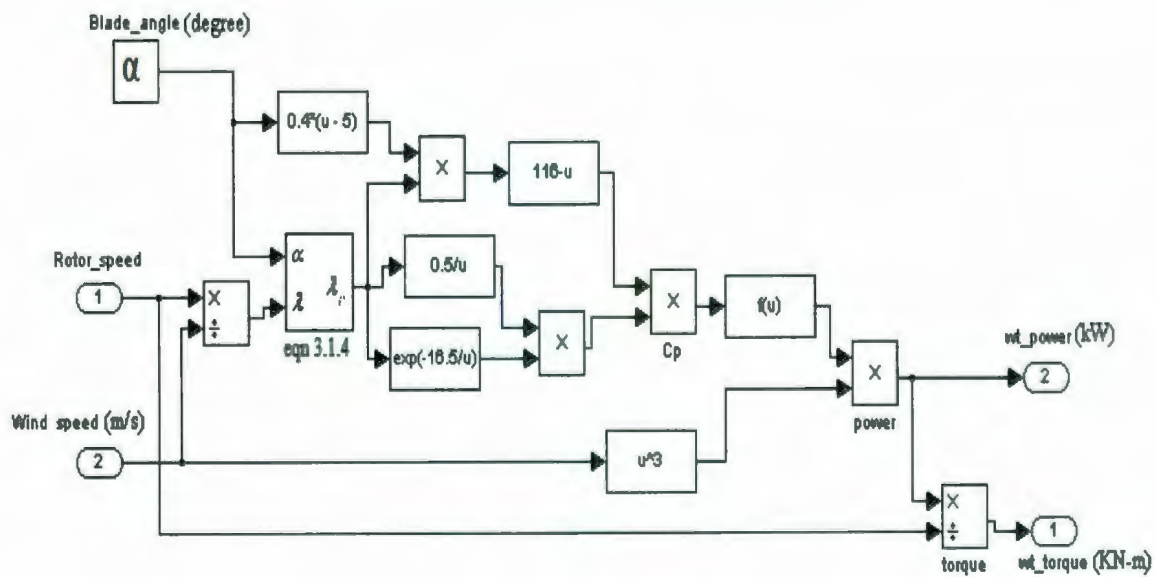 Blade_angle (degree)
α
0.4*(u - 5)
X
116-u
Rotor_speed
1
X
÷
α
λ
eqn 3.1.4
0.5/u
exp(-16.5/u)
X
X
Cp
f(u)
X
power
wt_power (kW)
2
Wind speed (m/s)
2
u^3
X
÷
torque
1
wt_torque (KN-m)